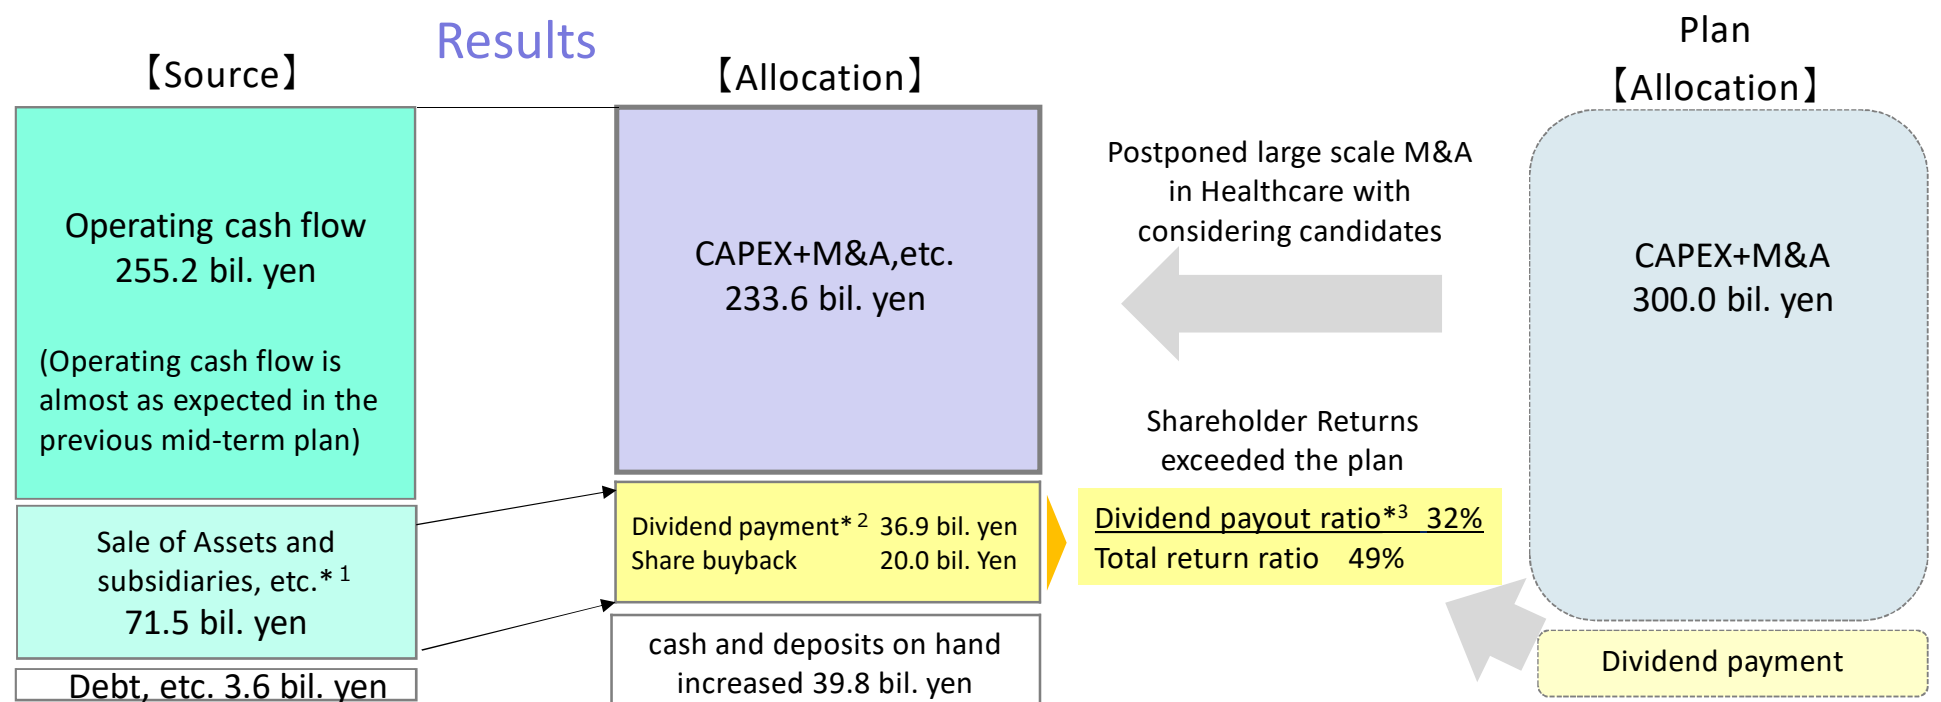 Results
【Source】
Operating cash flow
255.2 bil. yen
(Operating cash flow is
almost as expected in the
previous mid-term plan)
Sale of Assets and
subsidiaries, etc.*1
71.5 bil. yen
Debt, etc. 3.6 bil. yen
【Allocation】
CAPEX+M&A,etc.
233.6 bil. yen
Dividend payment*2 36.9 bil. yen
Share buyback 20.0 bil. Yen
cash and deposits on hand
increased 39.8 bil. yen
Postponed large scale M&A
in Healthcare with
considering candidates
Shareholder Returns
exceeded the plan
Dividend payout ratio*3 32%
Total return ratio 49%
Plan
【Allocation】
CAPEX+M&A
300.0 bil. yen
Dividend payment